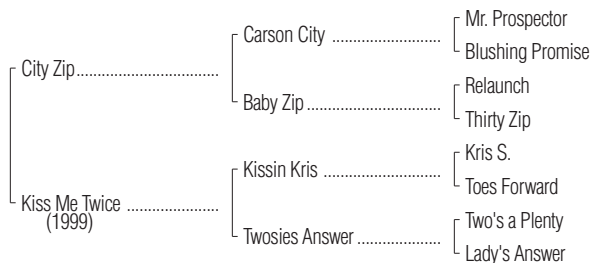 Mr. Prospector
Carson City ....................
Blushing Promise
City Zip..........................
Relaunch
Baby Zip.........................
Thirty Zip
Kris S.
Kissin Kris ......................
Toes Forward
Kiss Me Twice .................
(1999)
Two's a Plenty
Twosies Answer ...............
Lady's Answer